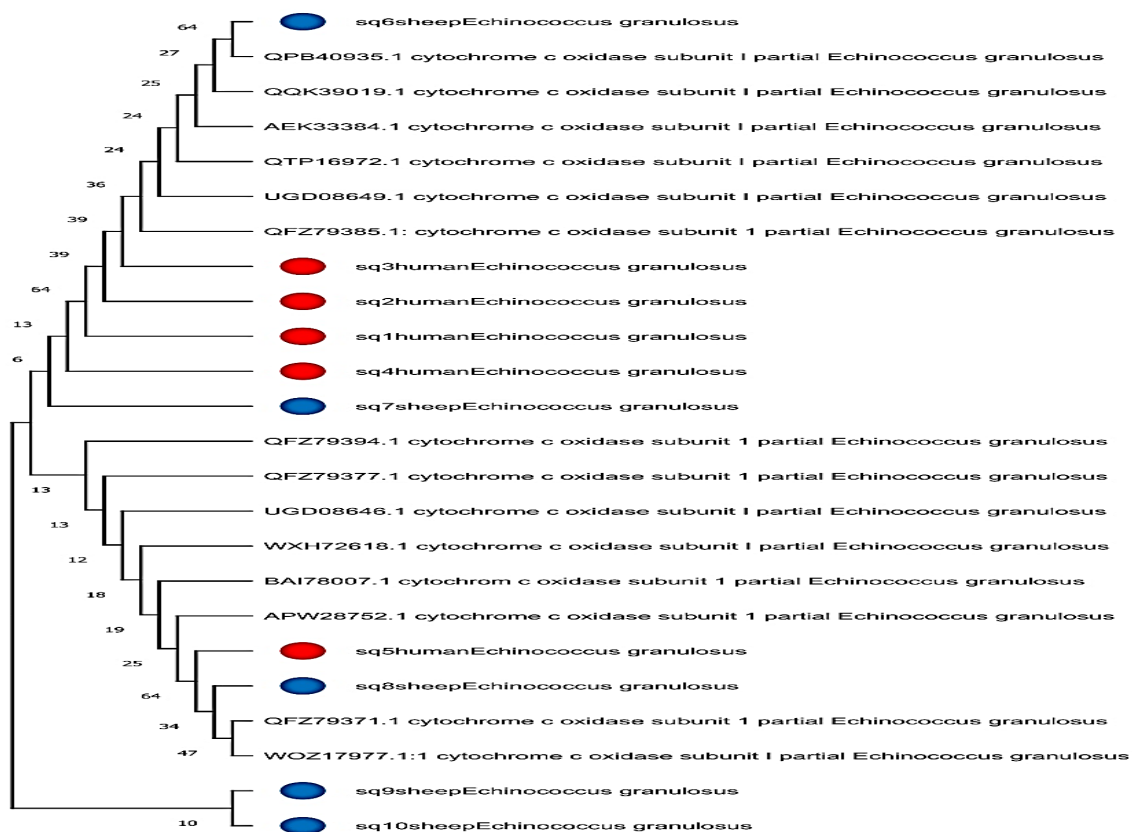 64
sq6sheepEchinococcus granulosus
27
QPB40935.1 cytochrome c oxidase subunit I partial Echinococcus granulosus
25
QQK39019.1 cytochrome c oxidase subunit I partial Echinococcus granulosus
24
AEK33384.1 cytochrome c oxidase subunit I partial Echinococcus granulosus
24
QTP16972.1 cytochrome c oxidase subunit I partial Echinococcus granulosus
36
UGD08649.1 cytochrome c oxidase subunit I partial Echinococcus granulosus
39
QFZ79385.1: cytochrome c oxidase subunit 1 partial Echinococcus granulosus
39
sq3humanEchinococcus granulosus
64
sq2humanEchinococcus granulosus
13
sq1humanEchinococcus granulosus
6
sq4humanEchinococcus granulosus
sq7sheepEchinococcus granulosus
QFZ79394.1 cytochrome c oxidase subunit 1 partial Echinococcus granulosus
QFZ79377.1 cytochrome c oxidase subunit 1 partial Echinococcus granulosus
13
UGD08646.1 cytochrome c oxidase subunit I partial Echinococcus granulosus
13
WXH72618.1 cytochrome c oxidase subunit I partial Echinococcus granulosus
12
BAI78007.1 cytochrom c oxidase subunit 1 partial Echinococcus granulosus
18
APW28752.1 cytochrome c oxidase subunit 1 partial Echinococcus granulosus
19
sq5humanEchinococcus granulosus
25
sq8sheepEchinococcus granulosus
64
QFZ79371.1 cytochrome c oxidase subunit 1 partial Echinococcus granulosus
34
WOZ17977.1:1 cytochrome c oxidase subunit I partial Echinococcus granulosus
47
sq9sheepEchinococcus granulosus
10
sq10sheepEchinococcus granulosus